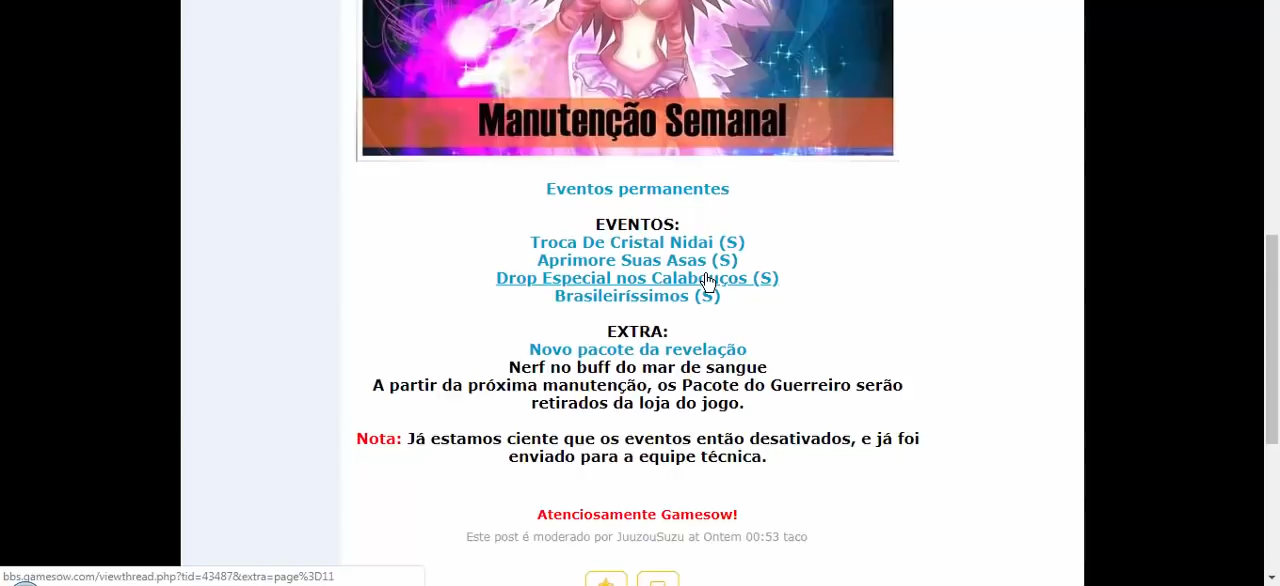 Manutenção Semanal
Eventos permanentes
EVENTOS:
Troca De Cristal Nidai (S)
Aprimore Suas Asas (S)
Drop Especial nos Calabouços (S)
Brasileiríssimos (S)
EXTRA:
Novo pacote da revelação
Nerf no buff do mar de sangue
A partir da próxima manutenção, os Pacote do Guerreiro serão
retirados da loja do jogo.
Nota: Já estamos ciente que os eventos então desativados, e já foi
enviado para a equipe técnica.
Atenciosamente Gamesow!
Este post é moderado por JuuzouSuzu at Ontem 00:53 taco
bbs.gamesow.com/viewthread.php?tid=43487&extra=page%3D11